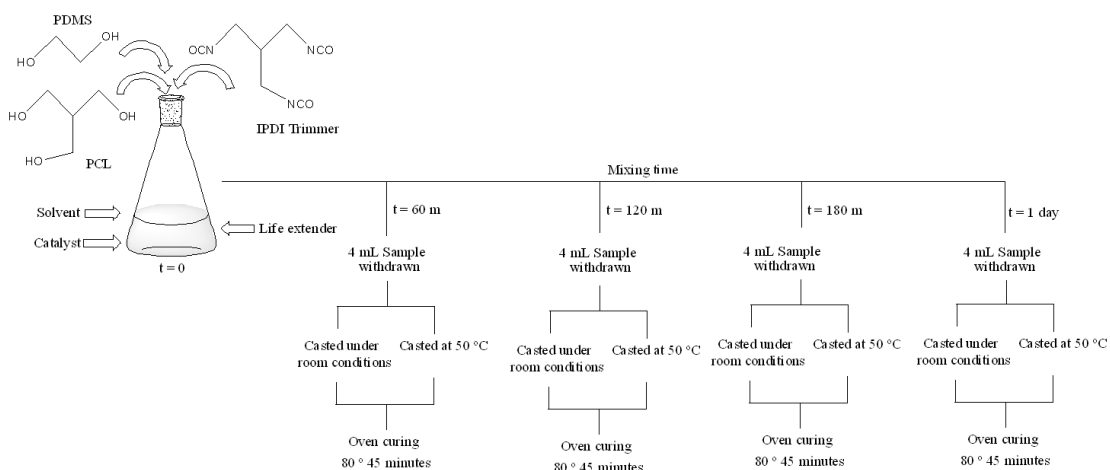 PDMS
OH
HO
OCN
NCO
NCO
IPDI Trimmer
HO
OH
HO
PCL
Solvent
Catalyst
Life extender
t = 0
Mixing time
t = 60 m
4 mL Sample
withdrawn
Casted under
room conditions
Casted at 50 °C
Oven curing
80 ° 45 minutes
t = 120 m
4 mL Sample
withdrawn
Casted under
room conditions
Casted at 50 °C
Oven curing
80 ° 45 minutes
t = 180 m
4 mL Sample
withdrawn
Casted under
room conditions
Casted at 50 °C
Oven curing
80 ° 45 minutes
t = 1 day
4 mL Sample
withdrawn
Casted under
room conditions
Casted at 50 °C
Oven curing
80 ° 45 minutes